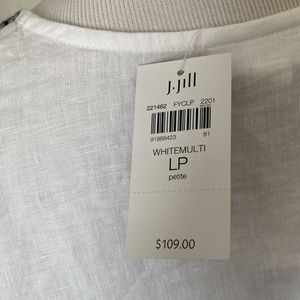 J.Jill
221462 FYCLP 2201
91988423 81
WHITEMULTI
LP
petite
$109.00